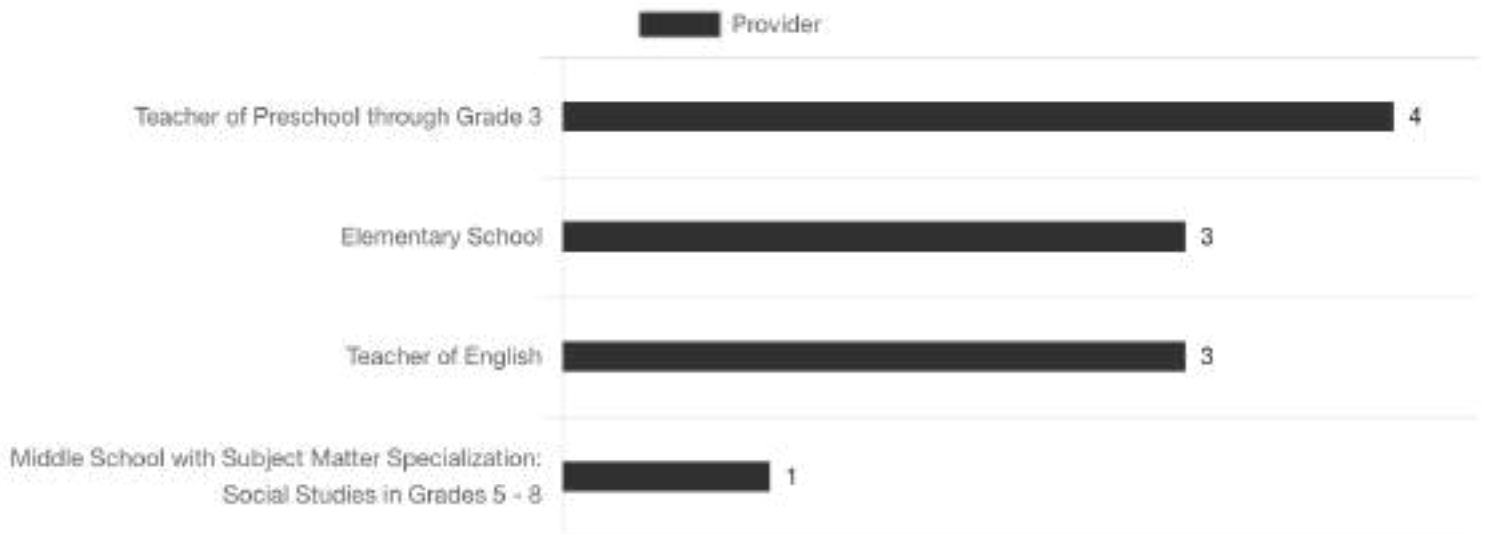 Provider
Teacher of Preschool through Grade 3
4
Elementary School
3
Teacher of English
3
Middle School with Subject Matter Specialization:
Social Studies in Grades 5 - 8
1